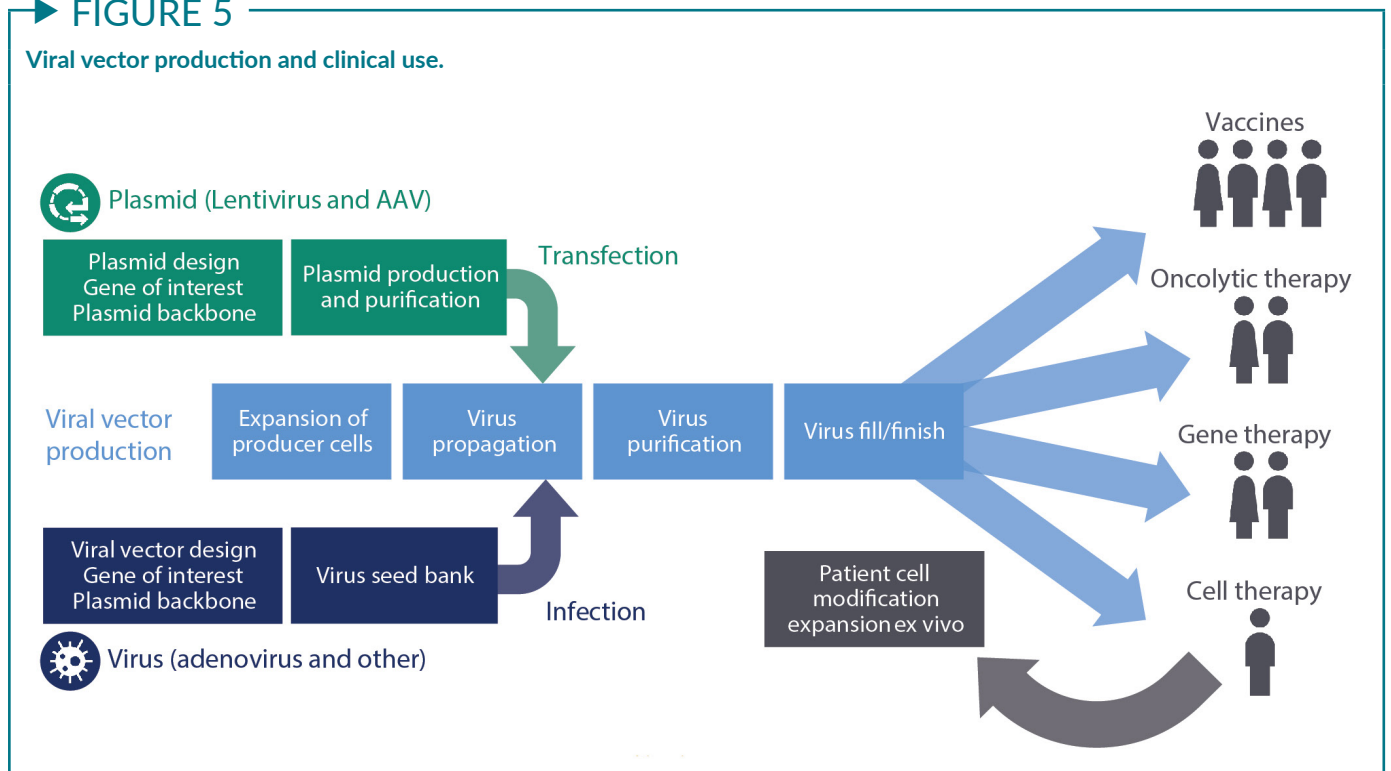 FIGURE 5
Viral vector production and clinical use.
Plasmid (Lentivirus and AAV)
Plasmid design
Gene of interest
Plasmid backbone
Plasmid production
and purification
Transfection
Viral vector
production
Expansion of
producer cells
Virus
propagation
Virus
purification
Virus fill/finish
Viral vector design
Gene of interest
Plasmid backbone
Virus seed bank
Infection
Virus (adenovirus and other)
Vaccines
Oncolytic therapy
Gene therapy
Cell therapy
Patient cell
modification
expansion ex vivo